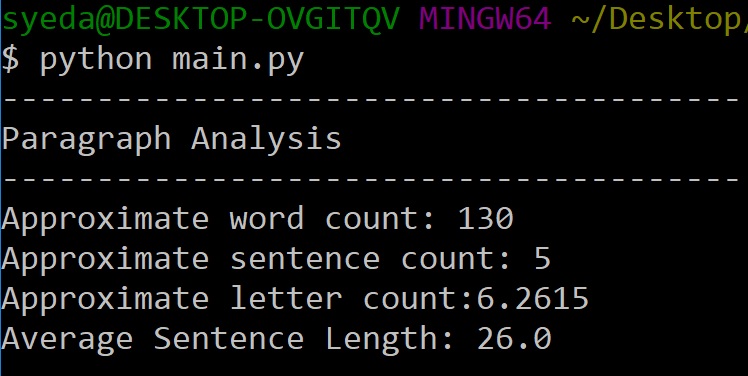 syeda@DESKTOP-OVGITQV MINGW64 ~/Desktop/
$ python main.py
---------------------------------------
Paragraph Analysis
---------------------------------------
Approximate word count: 130
Approximate sentence count: 5
Approximate letter count:6.2615
Average Sentence Length: 26.0